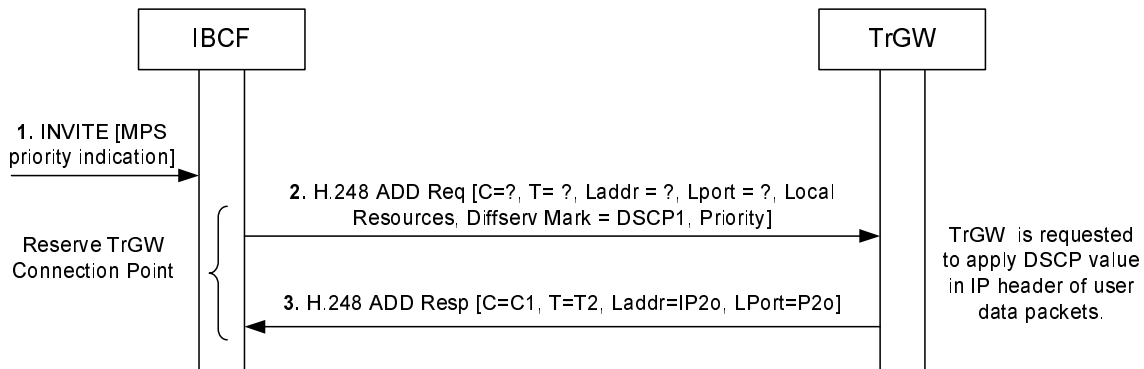 IBCF
TrGW
1. INVITE [MPS
priority indication]
2. H.248 ADD Req [C=?, T= ?, Laddr = ?, Lport = ?, Local
Resources, Diffserv Mark = DSCP1, Priority]
Reserve TrGW
Connection Point
TrGW is requested
to apply DSCP value
in IP header of user
data packets.
3. H.248 ADD Resp [C=C1, T=T2, Laddr=IP2o, LPort=P2o]